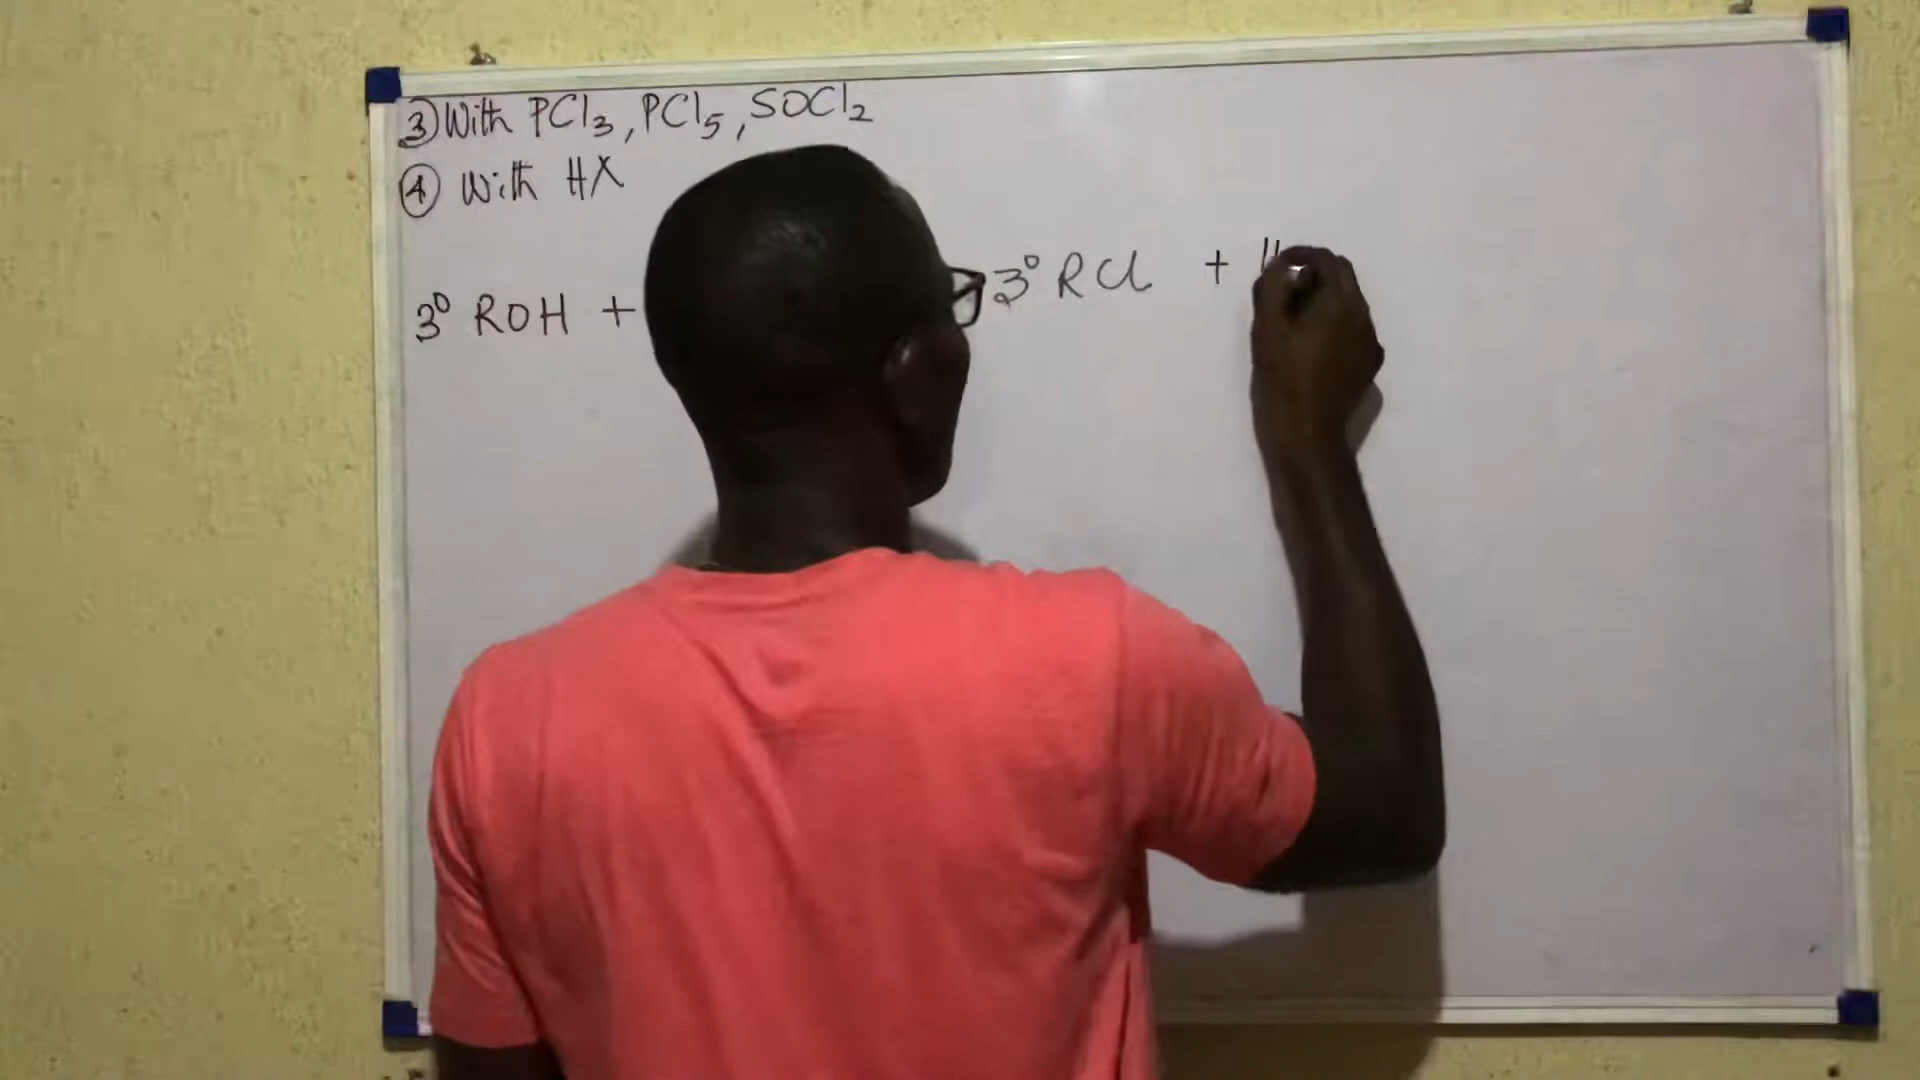 ③ With PCl₃, PCl₅, SOCl₂
④ With HX
3° ROH + 3° RCl +